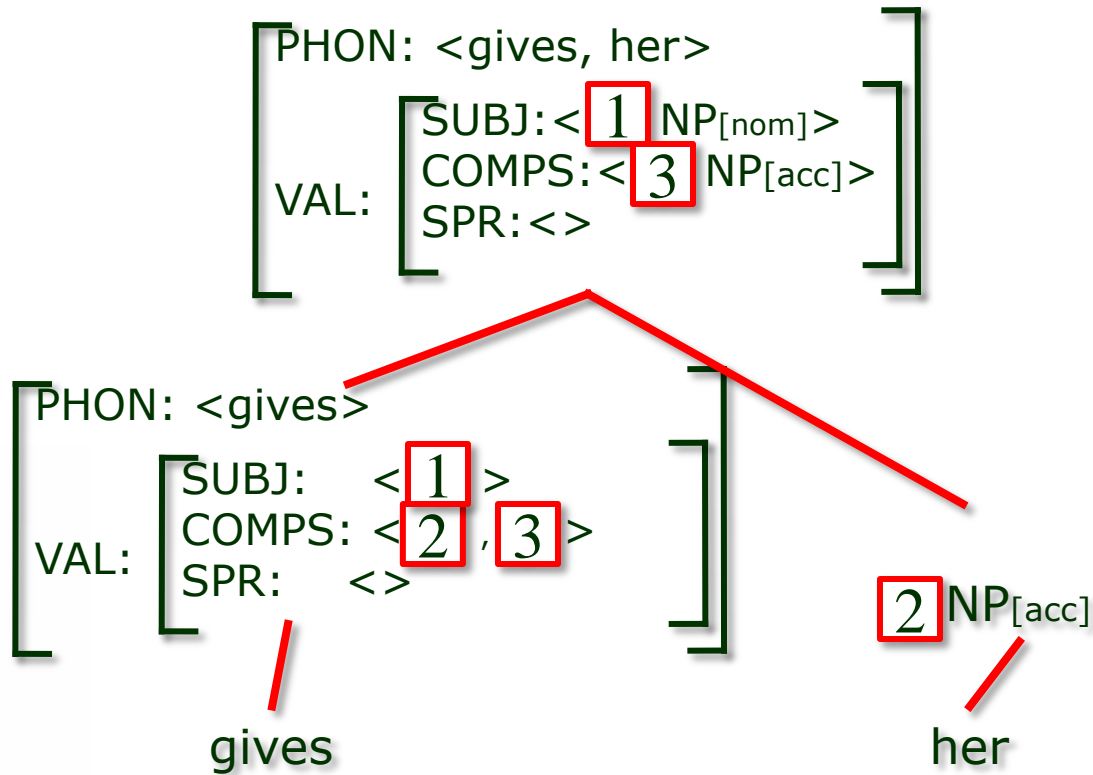 PHON: <gives, her>
SUBJ:< 1 NP[nom]>
COMPS:< 3 NP[acc]>
VAL:
SPR:<>
PHON: <gives>
SUBJ: < 1 >
COMPS: < 2 , 3 >
VAL:
SPR: <>
2 NP[acc]
gives
her